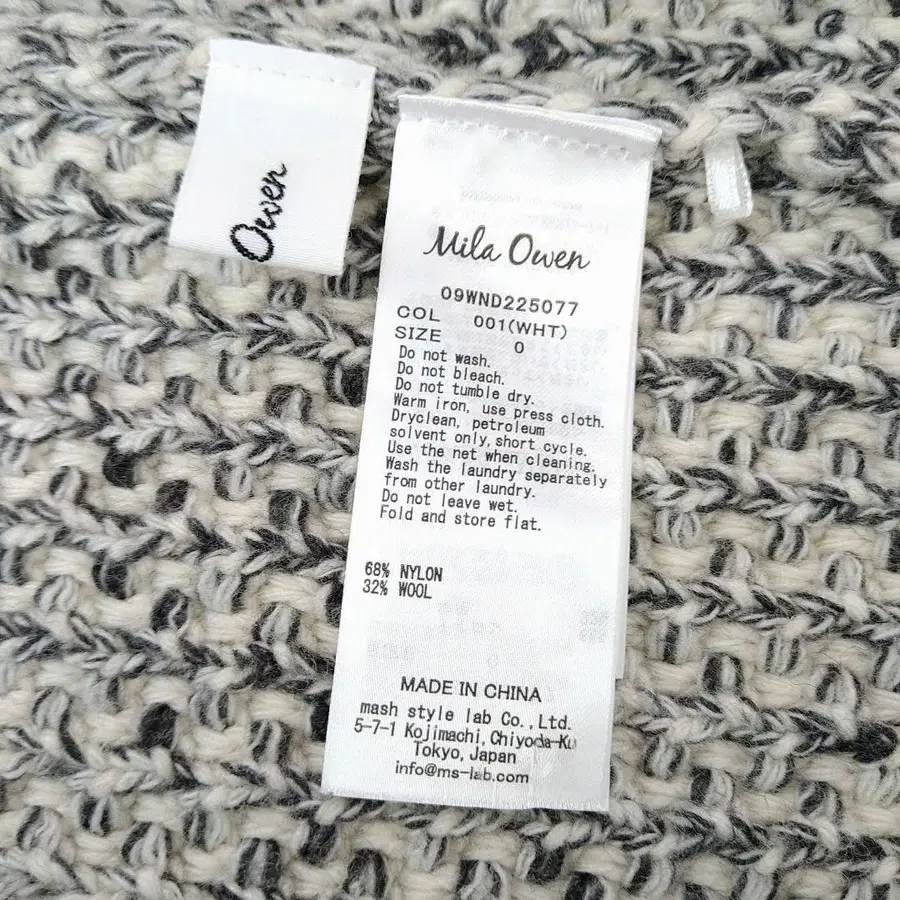 Owen
Mila Owen
09WND225077
COL 001(WHT)
SIZE 0
Do not wash.
Do not bleach.
Do not tumble dry.
Warm iron, use press cloth.
Dryclean, petroleum
solvent only, short cycle.
Use the net when cleaning.
Wash the laundry separately
from other laundry.
Do not leave wet.
Fold and store flat.
68% NYLON
32% WOOL
MADE IN CHINA
mash style lab Co., Ltd.
5-7-1 Kojimachi, Chiyoda-Ku
Tokyo, Japan
info@ms-lab.com